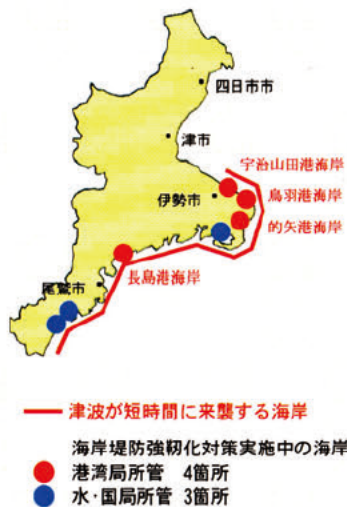 四日市市
津市
宇治山田港海岸
伊勢市
鳥羽港海岸
的矢港海岸
長島港海岸
尾鷲市
津波が短時間に来襲する海岸
海岸堤防強靭化対策実施中の海岸
港湾局所管 4箇所
水・国局所管 3箇所